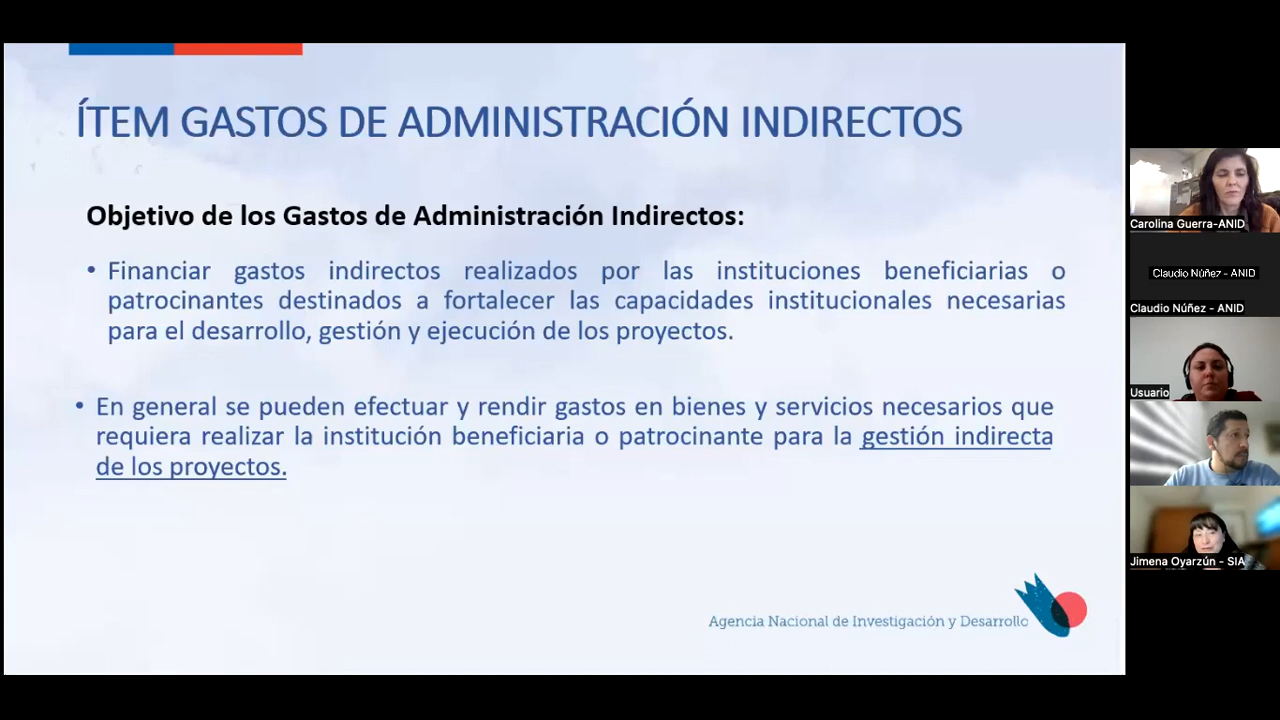 ÍTEM GASTOS DE ADMINISTRACIÓN INDIRECTOS
Objetivo de los Gastos de Administración Indirectos:
• Financiar gastos indirectos realizados por las instituciones beneficiarias o
patrocinantes destinados a fortalecer las capacidades institucionales necesarias
para el desarrollo, gestión y ejecución de los proyectos.
• En general se pueden efectuar y rendir gastos en bienes y servicios necesarios que
requiera realizar la institución beneficiaria o patrocinante para la gestión indirecta
de los proyectos.
Agencia Nacional de Investigación y Desarrollo
Carolina Guerra-ANID
Claudio Núñez - ANID
Claudio Núñez - ANID
Usuario
Jimena Oyarzún - SIA